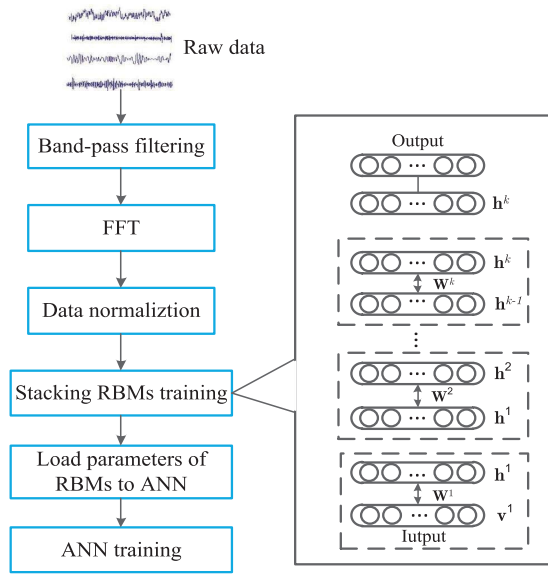 Raw data
Band-pass filtering
FFT
Data normaliztion
Stacking RBMs training
Load parameters of
RBMs to ANN
ANN training
Output
...
h^k
...
h^k
W^k
...
h^{k-1}
...
...
h^2
W^2
...
h^1
...
h^1
W^1
...
v^1
Iutput